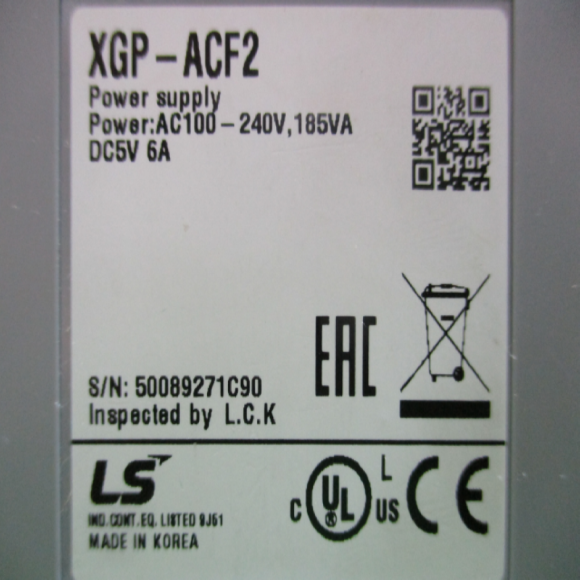 XGP-ACF2
Power supply
Power:AC100-240V,185VA
DC5V 6A
EAC
S/N: 50089271C90
Inspected by L.C.K
LS
IND.CONT.EQ. LISTED 9J51
MADE IN KOREA
C UL® US L
CE